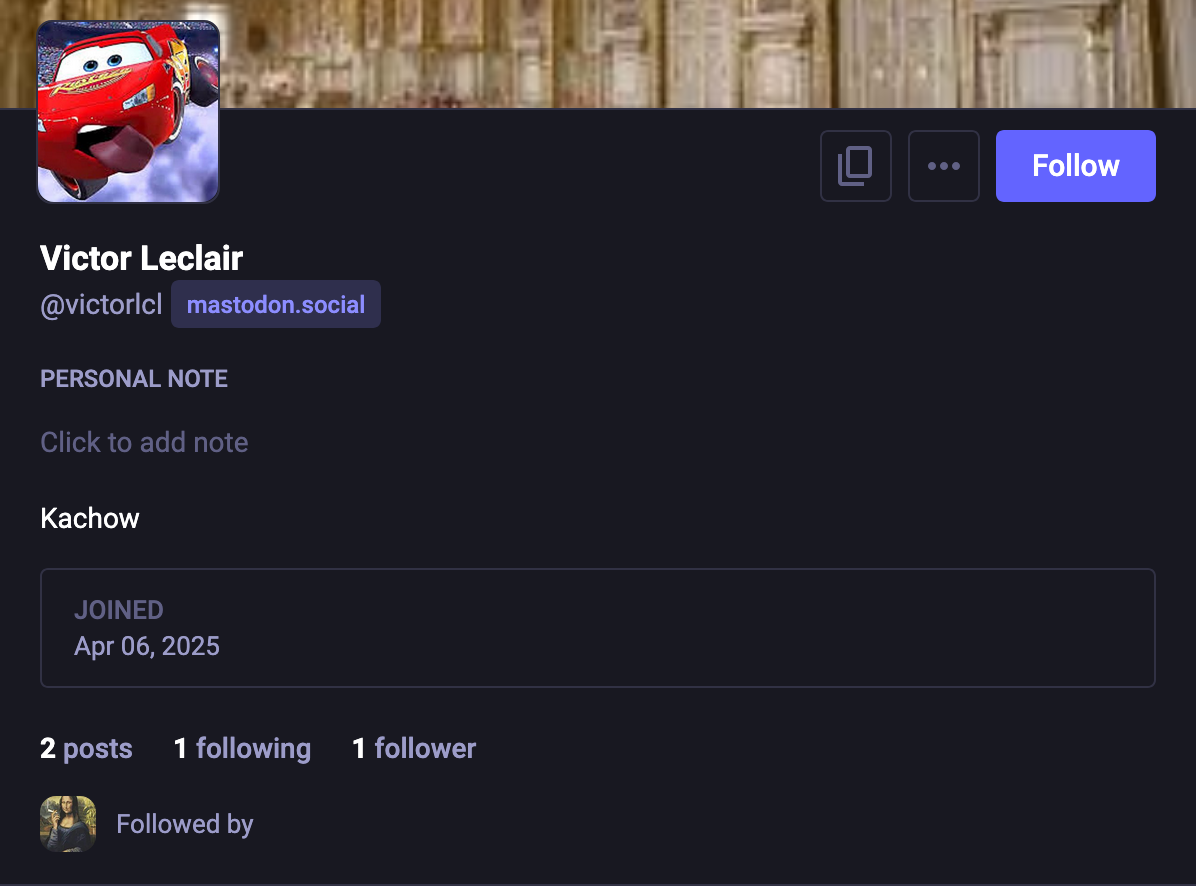 Rusteze
Follow
Victor Leclair
@victorlcl mastodon.social
PERSONAL NOTE
Click to add note
Kachow
JOINED
Apr 06, 2025
2 posts 1 following 1 follower
Followed by